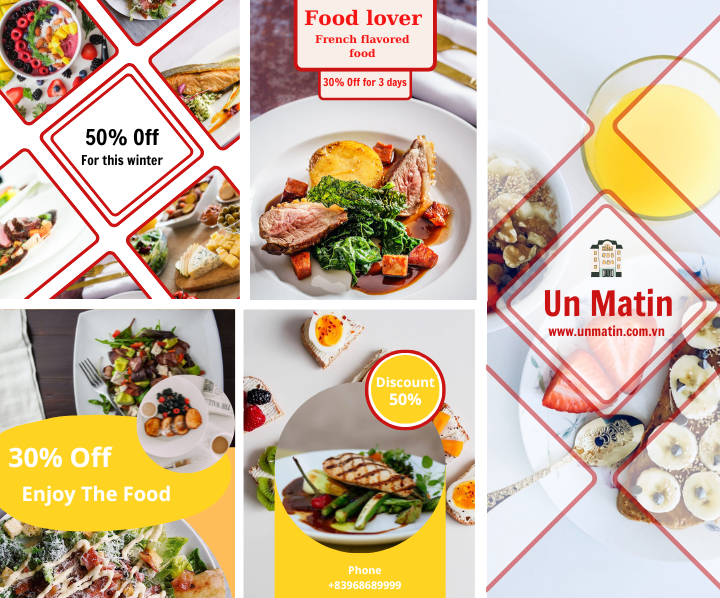 50% Off
For this winter
Food lover
French flavored
food
30% Off for 3 days
Un Matin
www.unmatin.com.vn
30% Off
Enjoy The Food
Discount
50%
Phone
+83968689999